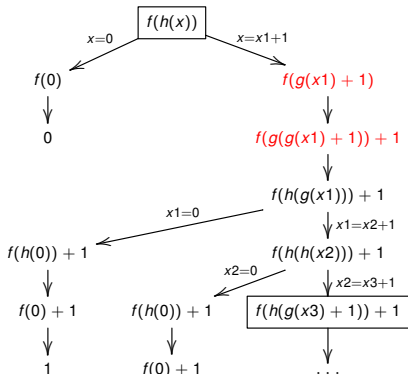 f(h(x))
x=0
x=x1+1
f(0)
f(g(x1) + 1)
0
f(g(g(x1) + 1)) + 1
f(h(g(x1))) + 1
x1=0
x1=x2+1
f(h(0)) + 1
f(h(h(x2))) + 1
x2=0
x2=x3+1
f(0) + 1
f(h(0)) + 1
f(h(g(x3) + 1)) + 1
1
f(0) + 1
. . .